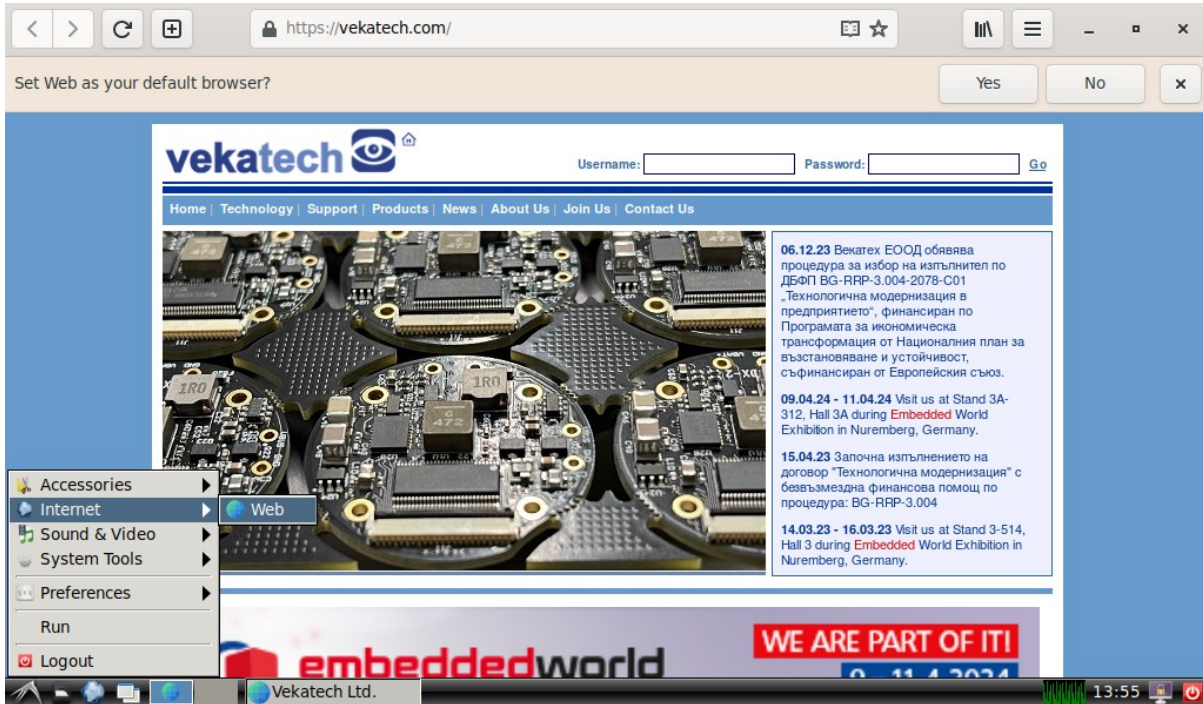 https://vekatech.com/
Set Web as your default browser?
Yes
No
vekatech
Username:
Password:
Go
Home | Technology | Support | Products | News | About Us | Join Us | Contact Us
06.12.23 Векатех ЕООД обявява
процедура за избор на изпълнител по
ДБФП BG-RRP-3.004-2078-C01
„Технологична модернизация в
предприятието“, финансиран по
Програмата за икономическа
трансформация от Националния план за
възстановяване и устойчивост,
съфинансиран от Европейския съюз.
09.04.24 - 11.04.24 Visit us at Stand 3A-
312, Hall 3A during Embedded World
Exhibition in Nuremberg, Germany.
15.04.23 Започна изпълнението на
договор "Технологична модернизация" с
безвъзмездна финансова помощ по
процедура: BG-RRP-3.004
14.03.23 - 16.03.23 Visit us at Stand 3-514,
Hall 3 during Embedded World Exhibition in
Nuremberg, Germany.
1R0
1R0
472
Accessories
Internet
Web
Sound & Video
System Tools
Preferences
Run
Logout
embeddedworld
WE ARE PART OF IT!
9 – 11.4.2024
Vekatech Ltd.
13:55